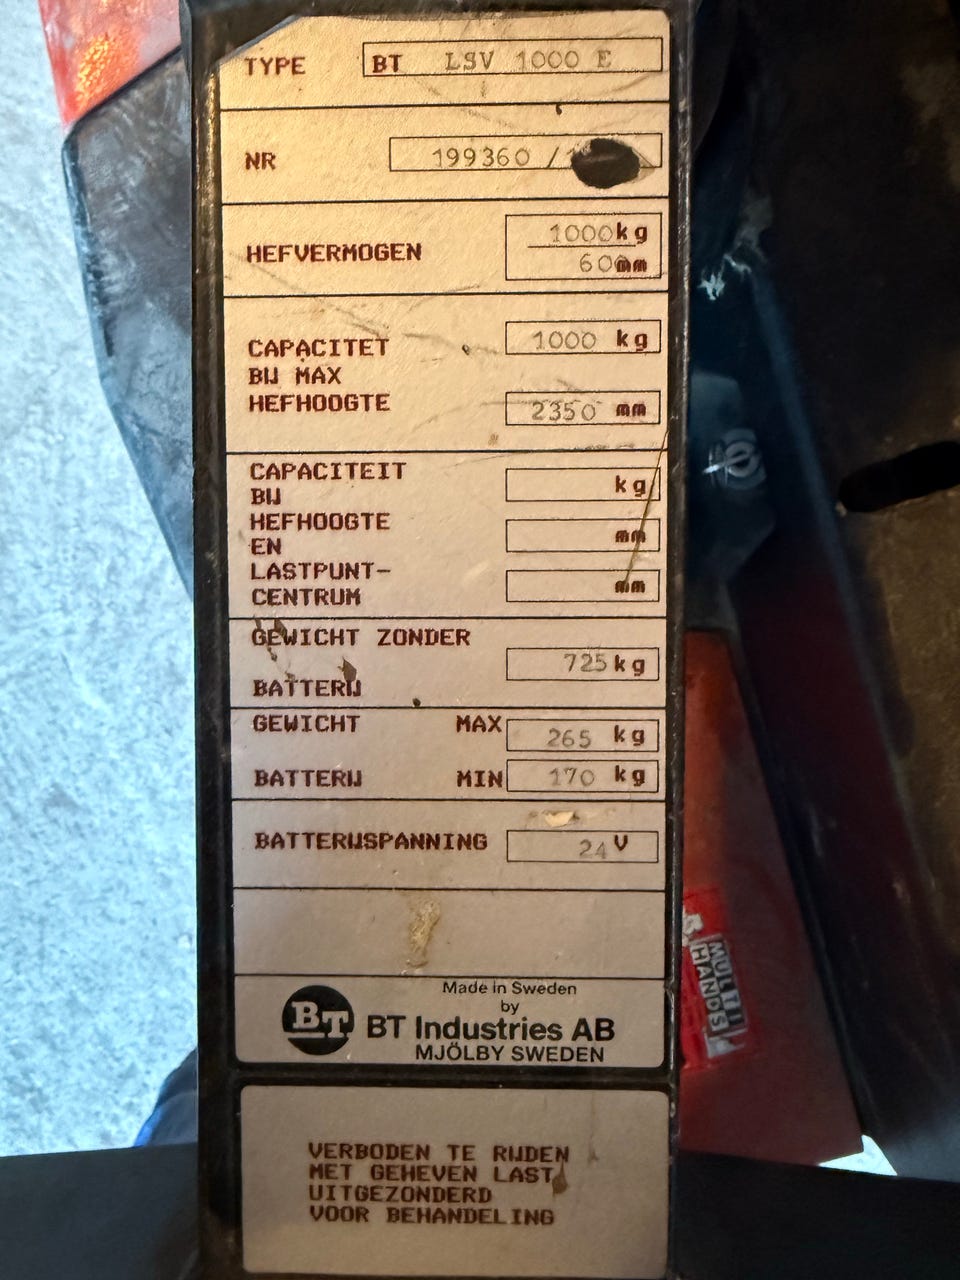 TYPE BT LSV 1000 E
NR 199360 /
HEFVERMOGEN 1000 kg
600 mm
CAPACITET 1000 kg
BIJ MAX
HEFHOOGTE 2350 mm
CAPACITEIT kg
BIJ
HEFHOOGTE mm
EN
LASTPUNT- mm
CENTRUM
GEWICHT ZONDER
725 kg
BATTERIJ
GEWICHT MAX 265 kg
BATTERIJ MIN 170 kg
BATTERIJSPANNING 24 V
Made in Sweden
by
BT BT Industries AB
MJÖLBY SWEDEN
MULTI
HANDS
VERBODEN TE RIJDEN
MET GEHEVEN LAST
UITGEZONDERD
VOOR BEHANDELING